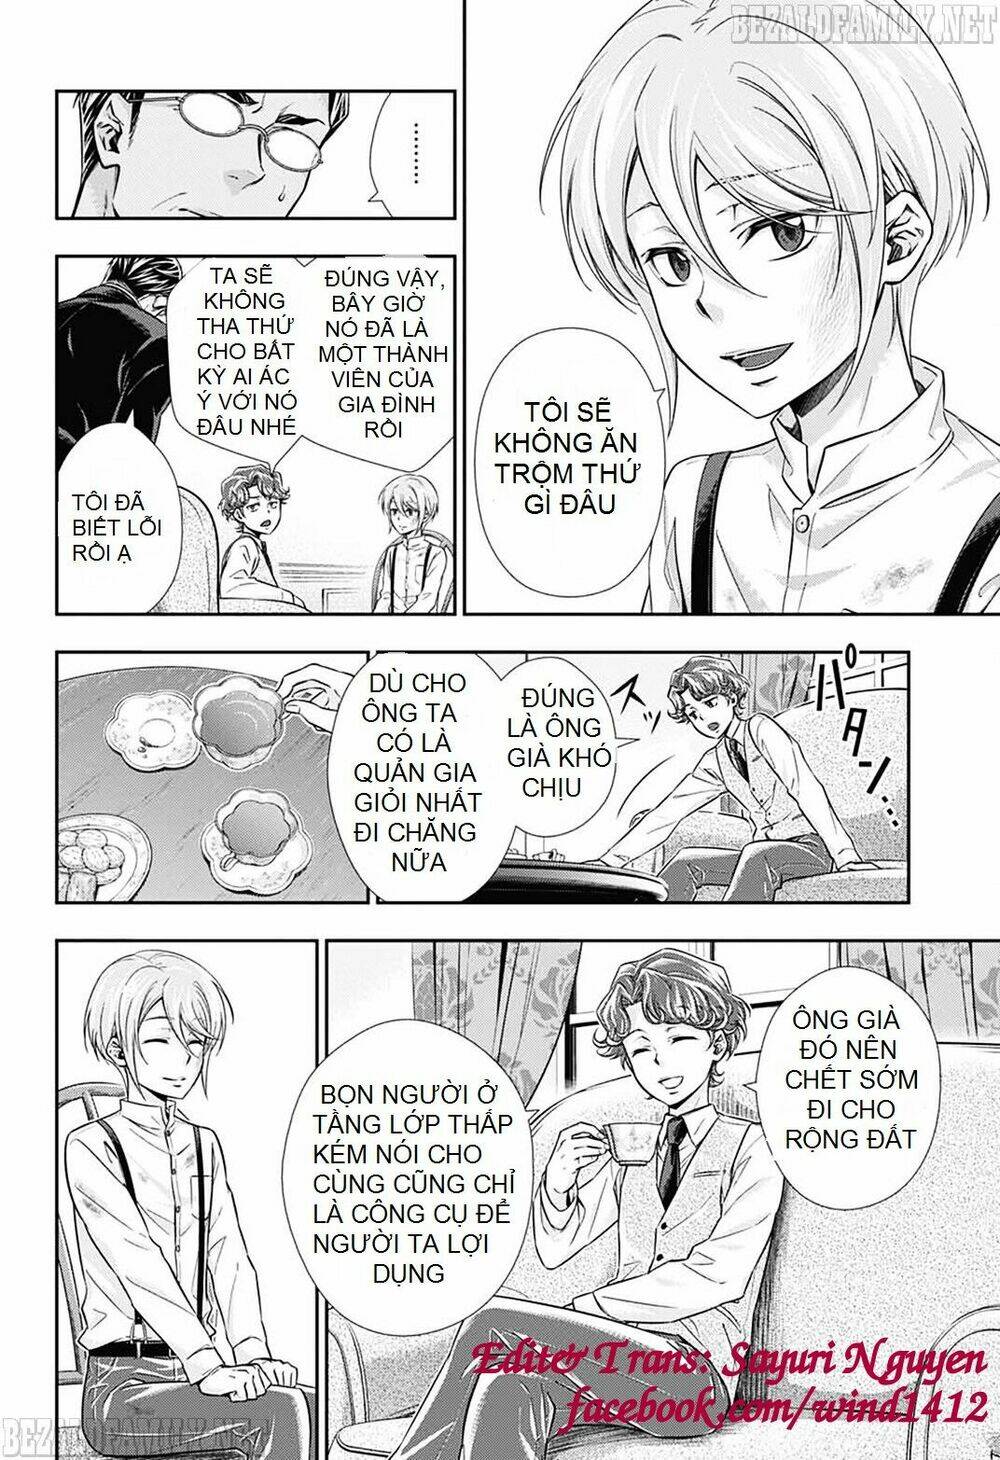 BEZALDFAMILY.NET
TÔI SẼ
KHÔNG ĂN
TRỘM THỨ
GÌ ĐÂU
.........
ĐÚNG VẬY,
BÂY GIỜ
NÓ ĐÃ LÀ
MỘT THÀNH
VIÊN CỦA
GIA ĐÌNH
RỒI
TA SẼ
KHÔNG
THA THỨ
CHO BẤT
KỲ AI ÁC
Ý VỚI NÓ
ĐÂU NHÉ
TÔI ĐÃ
BIẾT LỖI
RỒI Ạ
パタン…
ズ
ĐÚNG
LÀ ÔNG
GIÀ KHÓ
CHỊU
DÙ CHO
ÔNG TA
CÓ LÀ
QUẢN GIA
GIỎI NHẤT
ĐI CHĂNG
NỮA
ÔNG GIÀ
ĐÓ NÊN
CHẾT SỚM
ĐI CHO
RỘNG ĐẤT
BỌN NGƯỜI Ở
TẦNG LỚP THẤP
KÉM NÓI CHO
CÙNG CŨNG CHỈ
LÀ CÔNG CỤ ĐỂ
NGƯỜI TA LỢI
DỤNG
Edit& Trans: Sayuri Nguyen
facebook.com/wind1412
BEZALDFAMILY.NET